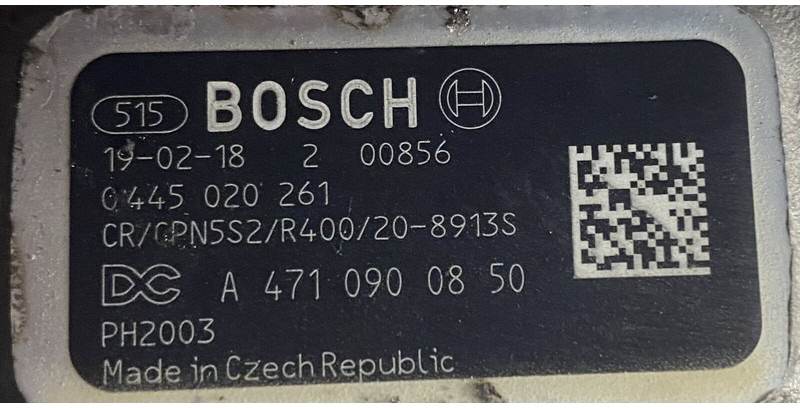 515 BOSCH
19-02-18 2 00856
0 445 020 261
CR/CPN5S2/R400/20-8913S
DC A 471 090 08 50
PH2003
Made in Czech Republic